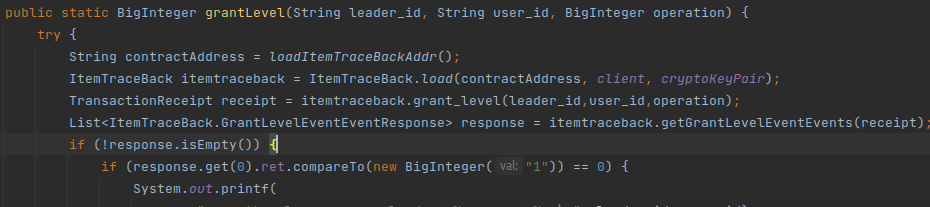 public static BigInteger grantLevel(String leader_id, String user_id, BigInteger operation) {
try {
String contractAddress = loadItemTraceBackAddr();
ItemTraceBack itemtraceback = ItemTraceBack.load(contractAddress, client, cryptoKeyPair);
TransactionReceipt receipt = itemtraceback.grant_level(leader_id,user_id,operation);
List<ItemTraceBack.GrantLevelEventEventResponse> response = itemtraceback.getGrantLevelEventEvents(receipt);
if (!response.isEmpty()) {
if (response.get(0).ret.compareTo(new BigInteger( val: "1")) == 0) {
System.out.printf(